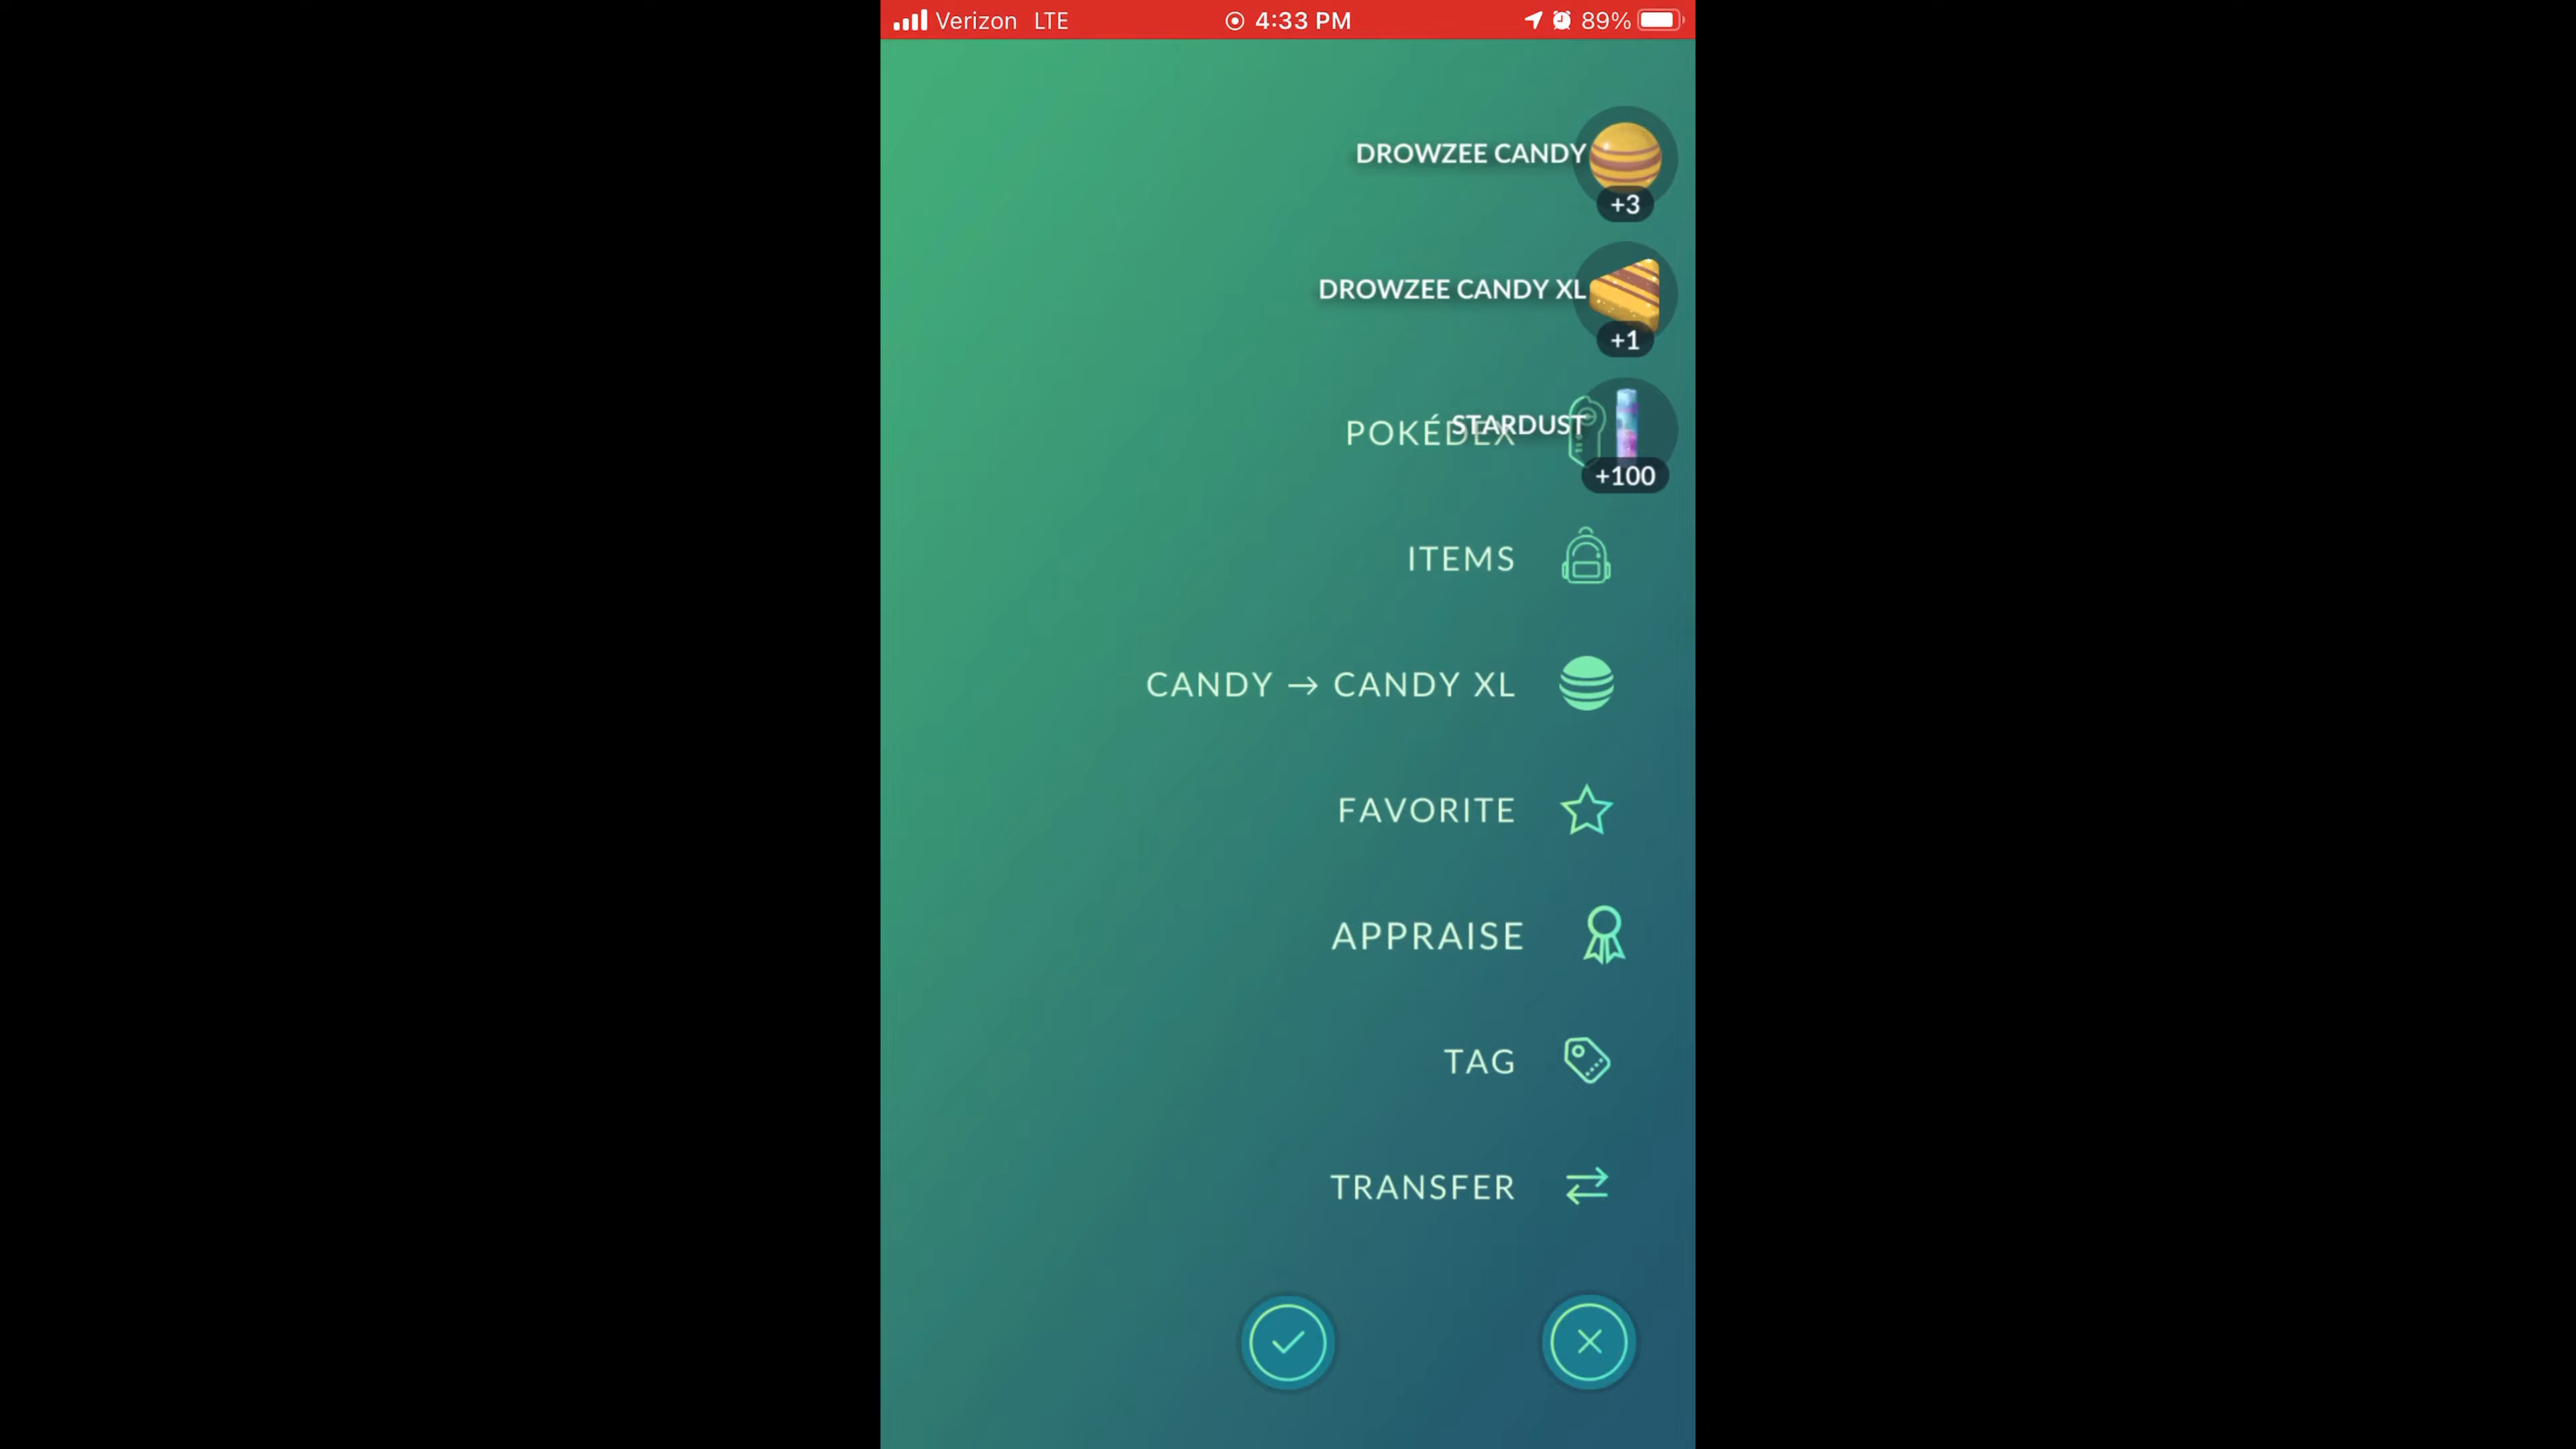 Verizon LTE 4:33 PM 89%
DROWZEE CANDY
+3
DROWZEE CANDY XL
+1
POKÉDEX
STARDUST
+100
ITEMS
CANDY → CANDY XL
FAVORITE
APPRAISE
TAG
TRANSFER